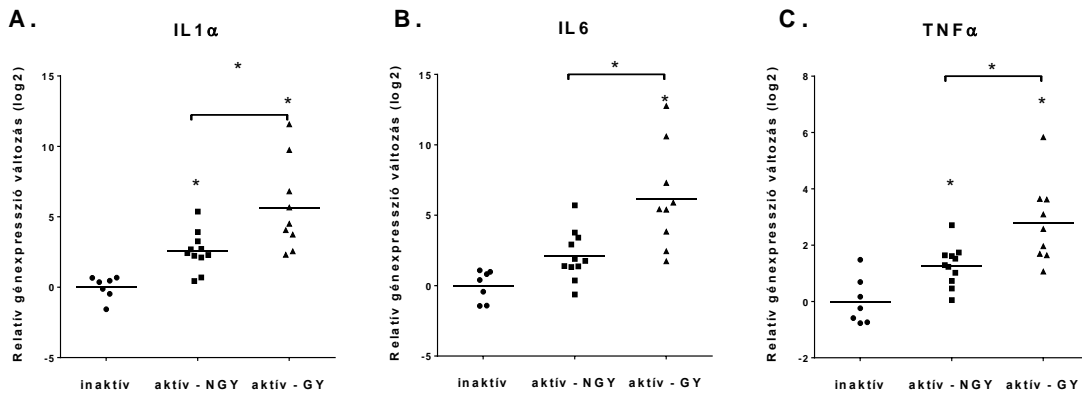 A.
IL1α
Relatív génexpresszió változás (log2)
15
10
5
0
-5
*
*
*
inaktív aktív - NGY aktív - GY
B.
IL6
Relatív génexpresszió változás (log2)
15
10
5
0
-5
*
*
inaktív aktív - NGY aktív - GY
C.
TNFα
Relatív génexpresszió változás (log2)
8
6
4
2
0
-2
*
*
*
inaktív aktív - NGY aktív - GY